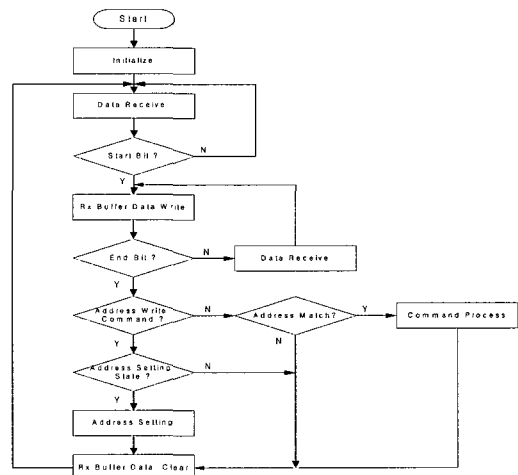 Start
Initialize
Data Receive
Start Bit ?
N
Y
Rx Buffer Data Write
End Bit ?
N
Data Receive
Y
Address Write
Command ?
N
Address Match?
Y
Command Process
Y
N
Address Setting
State ?
N
Y
Address Setting
Rx Buffer Data Clear